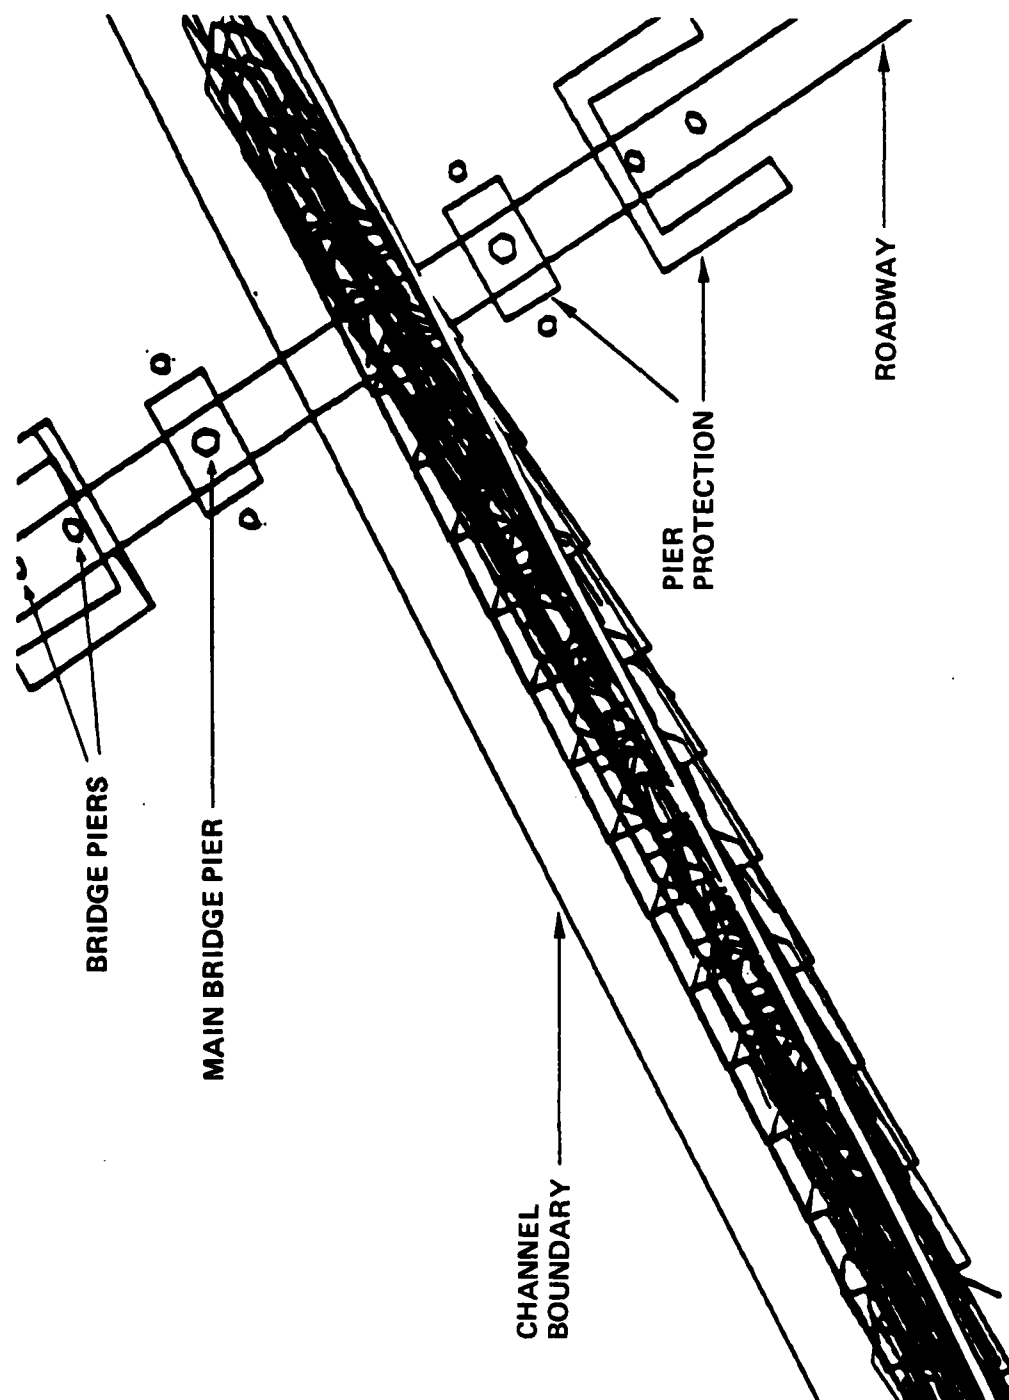 BRIDGE PIERS
MAIN BRIDGE PIER
CHANNEL
BOUNDARY
PIER
PROTECTION
ROADWAY